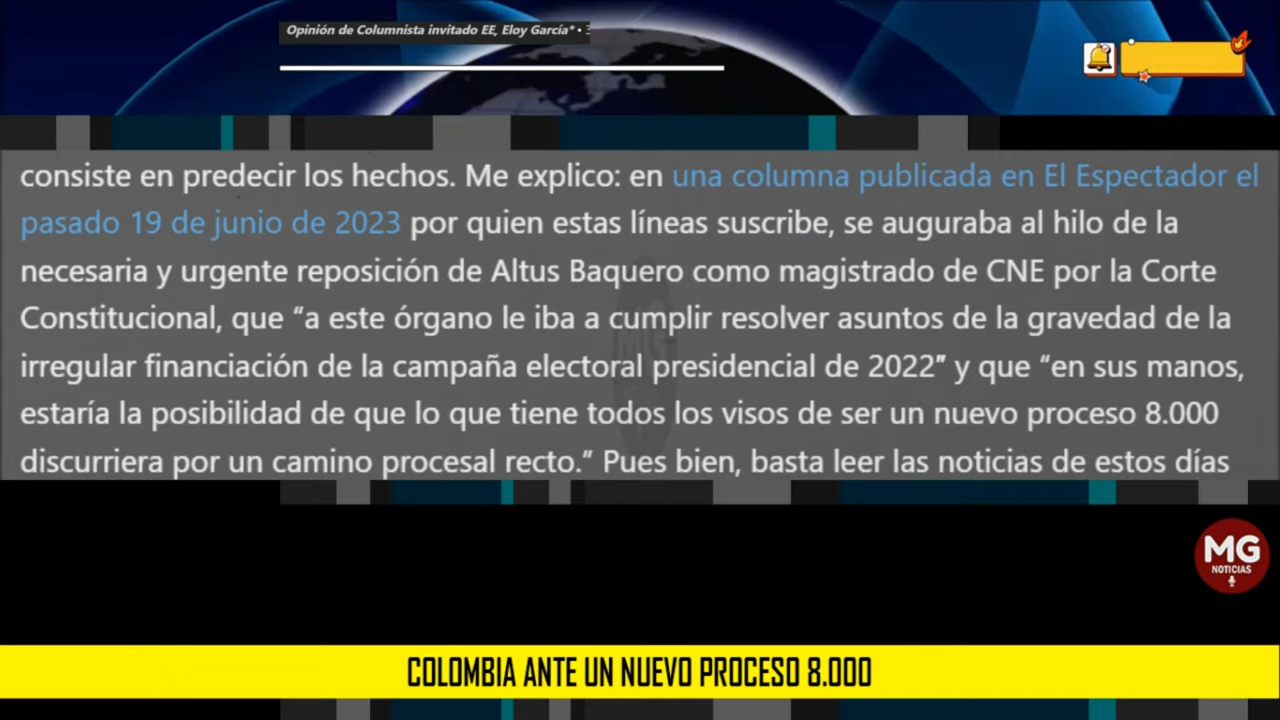 Opinión de Columnista invitado EE, Eloy García* •
consiste en predecir los hechos. Me explico: en una columna publicada en El Espectador el
pasado 19 de junio de 2023 por quien estas líneas suscribe, se auguraba al hilo de la
necesaria y urgente reposición de Altus Baquero como magistrado de CNE por la Corte
Constitucional, que “a este órgano le iba a cumplir resolver asuntos de la gravedad de la
irregular financiación de la campaña electoral presidencial de 2022” y que “en sus manos,
estaría la posibilidad de que lo que tiene todos los visos de ser un nuevo proceso 8.000
discurriera por un camino procesal recto.” Pues bien, basta leer las noticias de estos días
MG
NOTICIAS
COLOMBIA ANTE UN NUEVO PROCESO 8.000